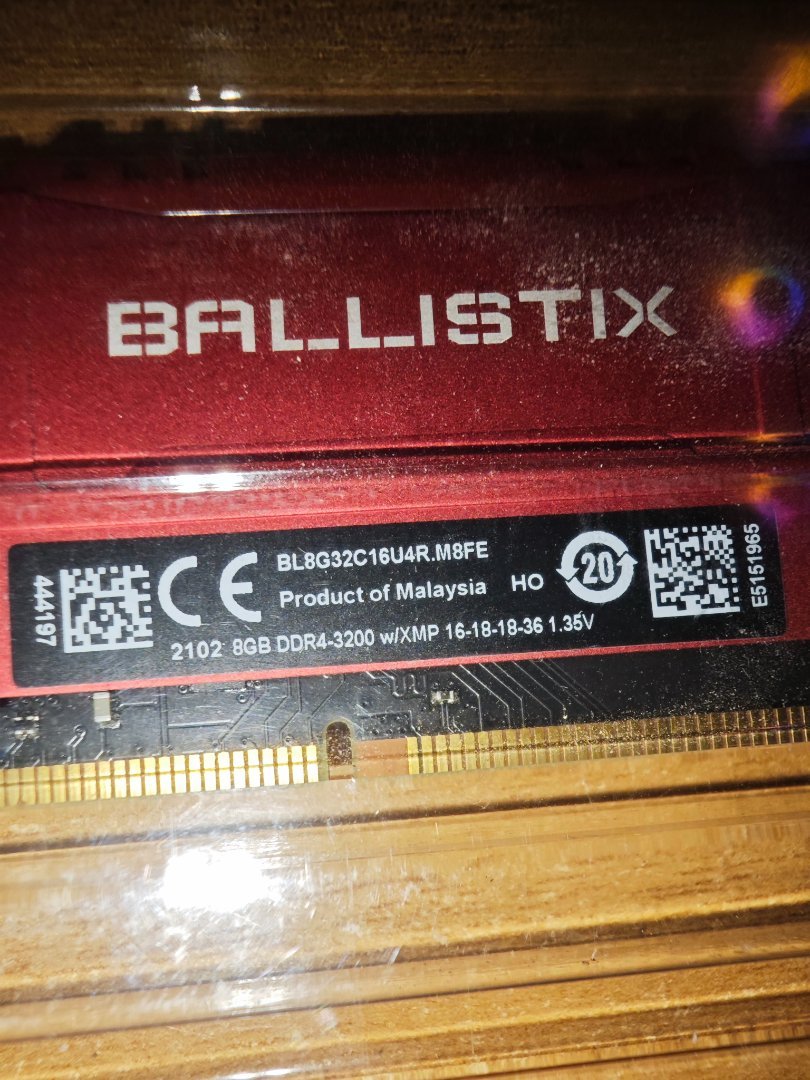 BALLISTIX
444197
BL8G32C16U4R.M8FE
Product of Malaysia HO
20
2102 8GB DDR4-3200 w/XMP 16-18-18-36 1.35V
E5151965